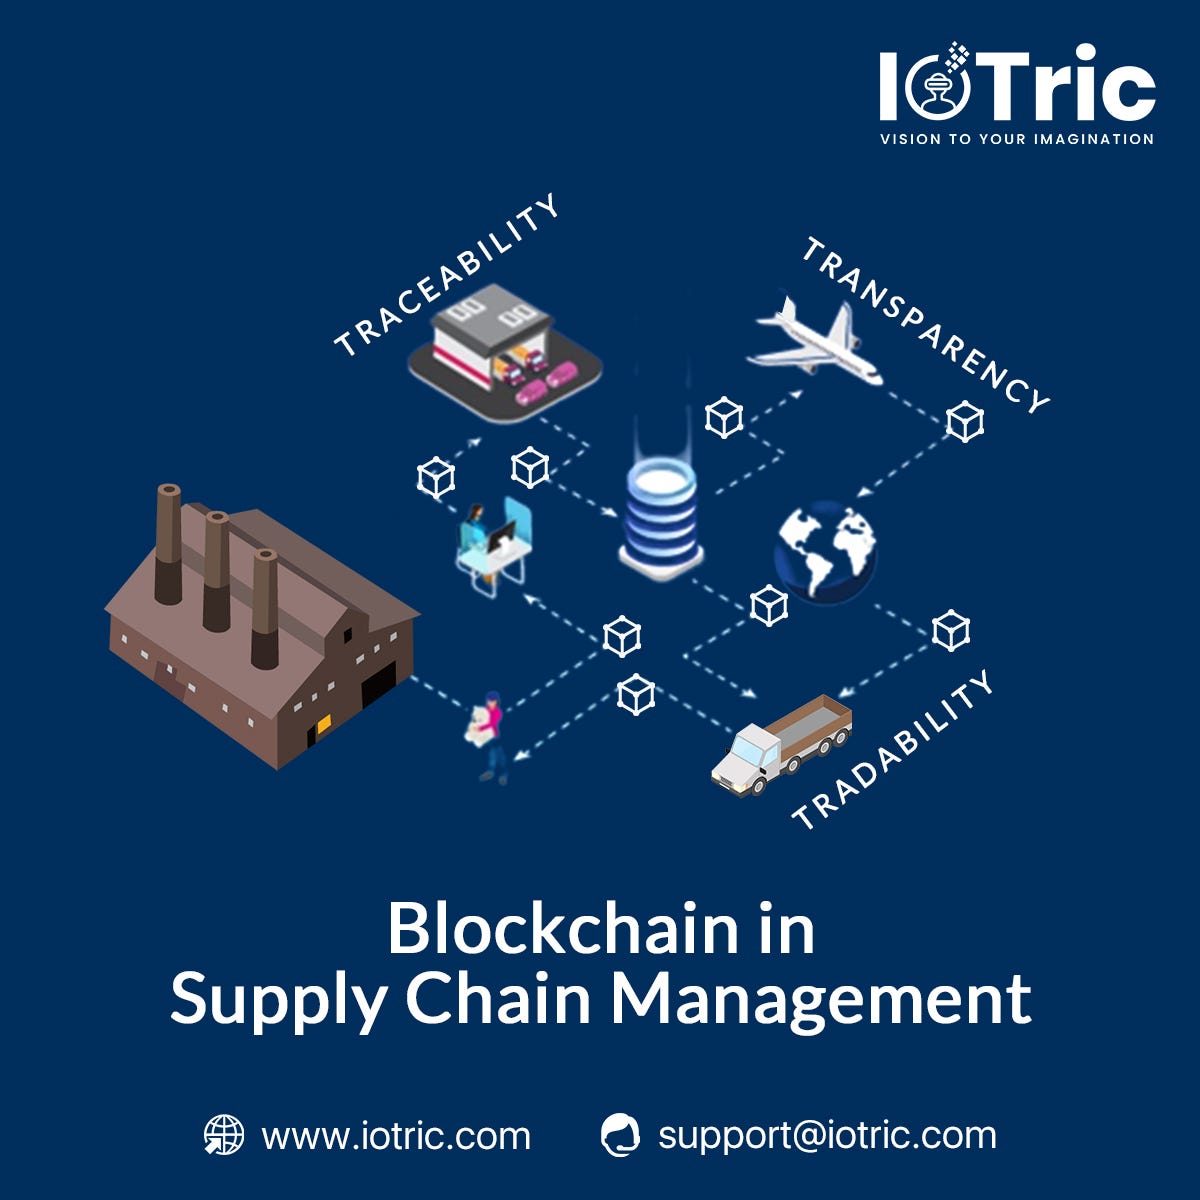 IOTric
VISION TO YOUR IMAGINATION
TRACEABILITY
TRANSPARENCY
TRADABILITY
Blockchain in
Supply Chain Management
www.iotric.com
support@iotric.com